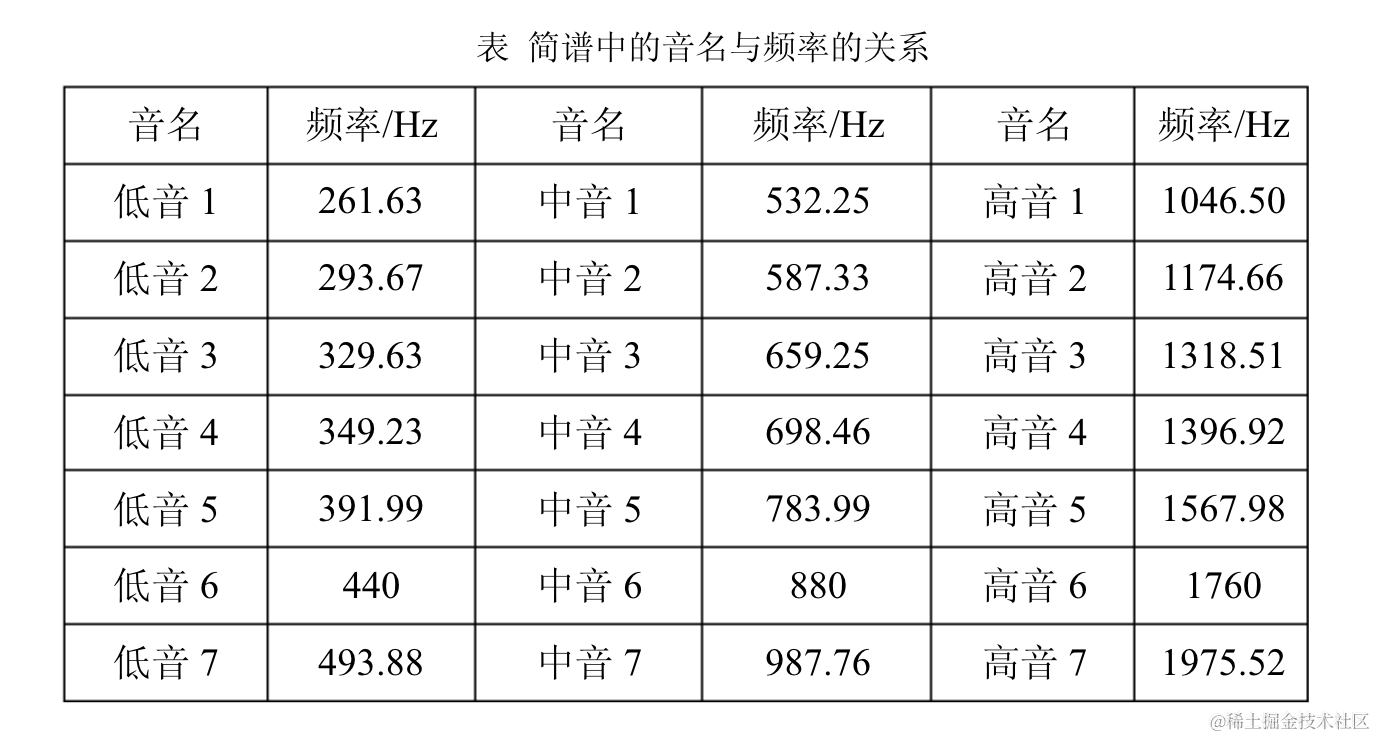 表 简谱中的音名与频率的关系
音名 频率/Hz 音名 频率/Hz 音名 频率/Hz
低音 1 261.63 中音 1 532.25 高音 1 1046.50
低音 2 293.67 中音 2 587.33 高音 2 1174.66
低音 3 329.63 中音 3 659.25 高音 3 1318.51
低音 4 349.23 中音 4 698.46 高音 4 1396.92
低音 5 391.99 中音 5 783.99 高音 5 1567.98
低音 6 440 中音 6 880 高音 6 1760
低音 7 493.88 中音 7 987.76 高音 7 1975.52
@稀土掘金技术社区